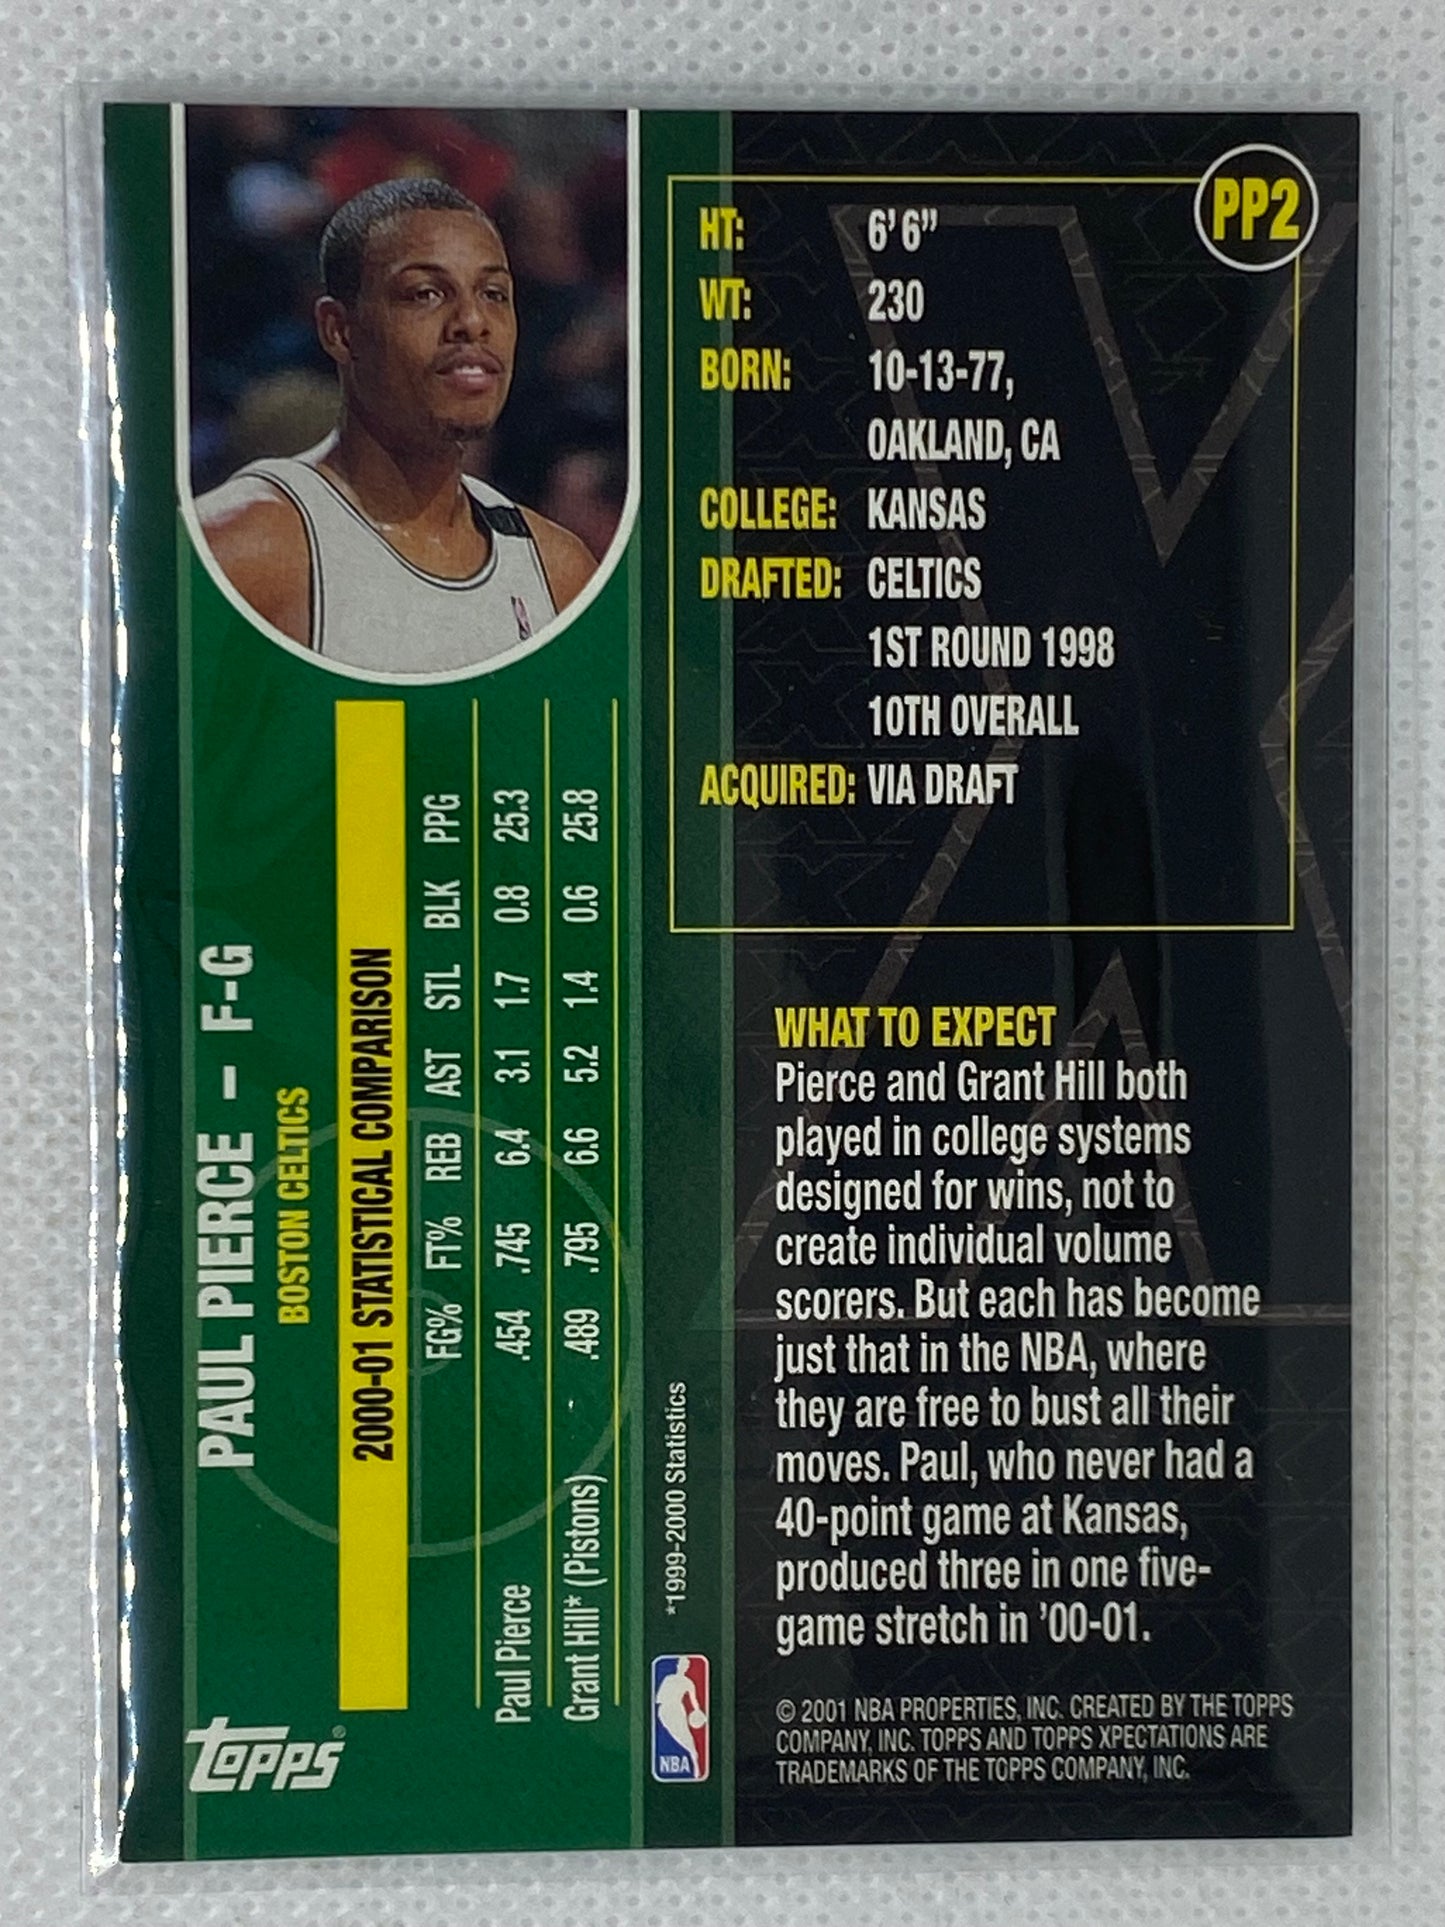 PP2
HT: 6' 6"
WT: 230
BORN: 10-13-77,
OAKLAND, CA
COLLEGE: KANSAS
DRAFTED: CELTICS
1ST ROUND 1998
10TH OVERALL
ACQUIRED: VIA DRAFT
PAUL PIERCE – F-G
BOSTON CELTICS
2000-01 STATISTICAL COMPARISON
FG% FT% REB AST STL BLK PPG
Paul Pierce .454 .745 6.4 3.1 1.7 0.8 25.3
Grant Hill* (Pistons) .489 .795 6.6 5.2 1.4 0.6 25.8
*1999-2000 Statistics
TOPPS®
NBA
WHAT TO EXPECT
Pierce and Grant Hill both
played in college systems
designed for wins, not to
create individual volume
scorers. But each has become
just that in the NBA, where
they are free to bust all their
moves. Paul, who never had a
40-point game at Kansas,
produced three in one five-
game stretch in '00-01.
© 2001 NBA PROPERTIES, INC. CREATED BY THE TOPPS
COMPANY, INC. TOPPS AND TOPPS XPECTATIONS ARE
TRADEMARKS OF THE TOPPS COMPANY, INC.